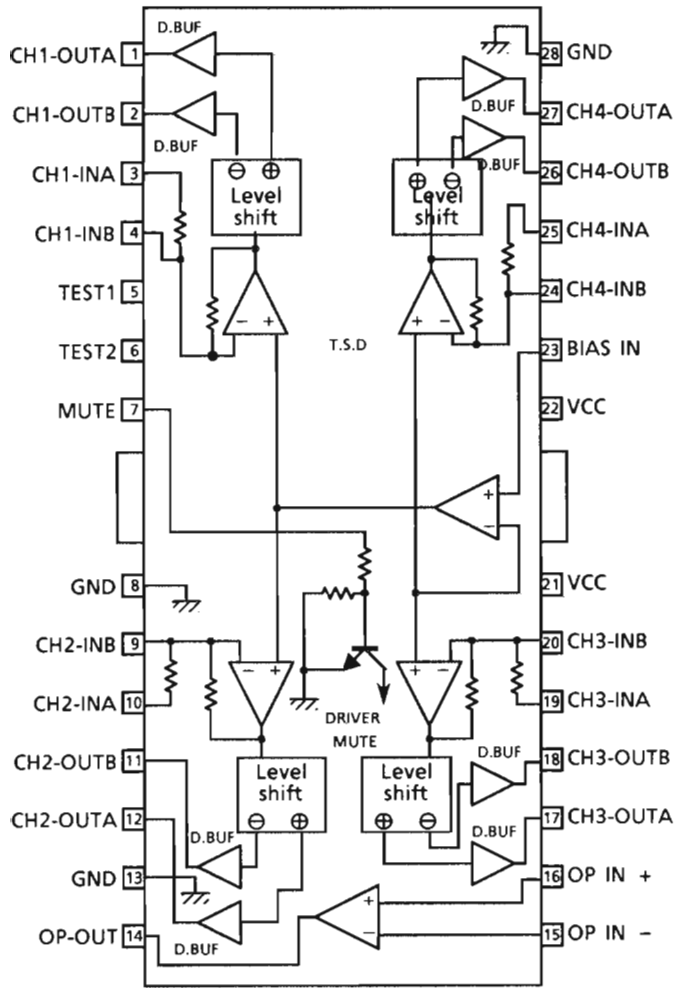 D.BUF
CH1-OUTA 1
28 GND
CH1-OUTB 2
D.BUF
27 CH4-OUTA
D.BUF
CH1-INA 3
D.BUF
26 CH4-OUTB
⊖ ⊕
⊕ ⊖
Level
shift
Level
shift
CH1-INB 4
25 CH4-INA
TEST1 5
24 CH4-INB
− +
+ −
TEST2 6
T.S.D
23 BIAS IN
MUTE 7
22 VCC
+
−
GND 8
21 VCC
CH2-INB 9
20 CH3-INB
− +
+ −
CH2-INA 10
19 CH3-INA
DRIVER
MUTE
CH2-OUTB 11
D.BUF
18 CH3-OUTB
Level
shift
Level
shift
⊖ ⊕
⊕ ⊖
CH2-OUTA 12
D.BUF
D.BUF
17 CH3-OUTA
GND 13
16 OP IN +
+
−
OP-OUT 14
D.BUF
15 OP IN −